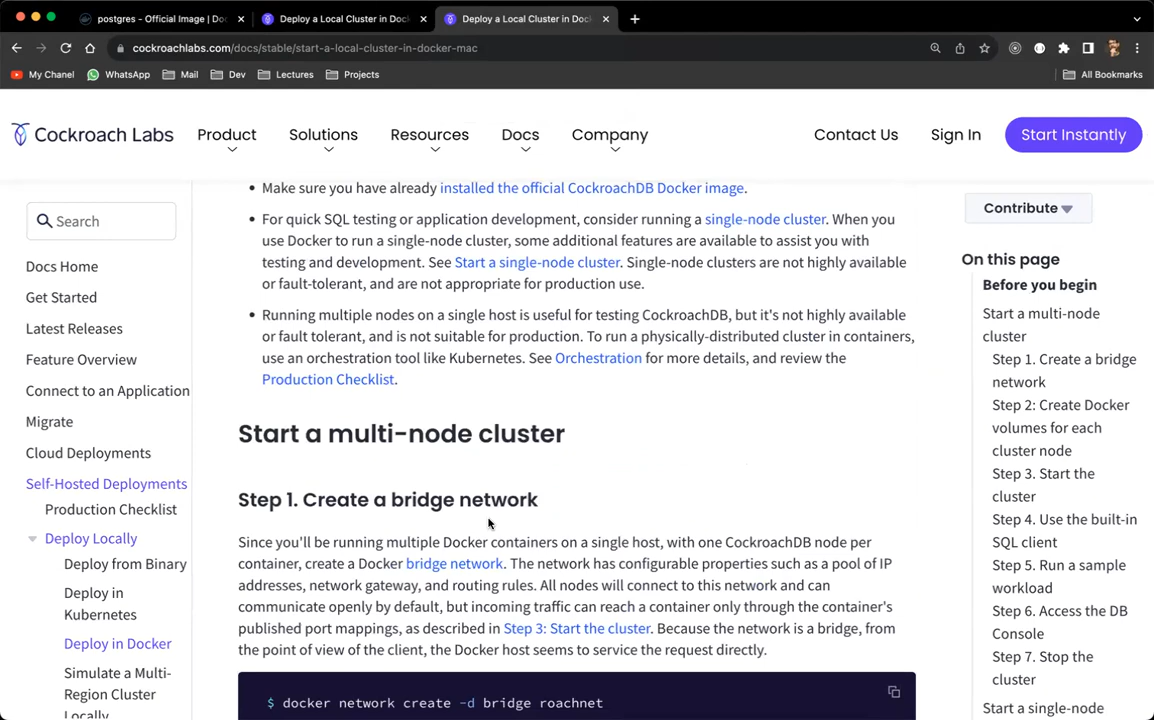 postgres - Official Image | Doc
Deploy a Local Cluster in Doc
Deploy a Local Cluster in Doc
cockroachlabs.com/docs/stable/start-a-local-cluster-in-docker-mac
My Chanel
WhatsApp
Mail
Dev
Lectures
Projects
All Bookmarks
Cockroach Labs
Product
Solutions
Resources
Docs
Company
Contact Us
Sign In
Start Instantly
Search
Docs Home
Get Started
Latest Releases
Feature Overview
Connect to an Application
Migrate
Cloud Deployments
Self-Hosted Deployments
Production Checklist
Deploy Locally
Deploy from Binary
Deploy in
Kubernetes
Deploy in Docker
Simulate a Multi-
Region Cluster
Locally
• Make sure you have already installed the official CockroachDB Docker image.
• For quick SQL testing or application development, consider running a single-node cluster. When you
use Docker to run a single-node cluster, some additional features are available to assist you with
testing and development. See Start a single-node cluster. Single-node clusters are not highly available
or fault-tolerant, and are not appropriate for production use.
• Running multiple nodes on a single host is useful for testing CockroachDB, but it's not highly available
or fault tolerant, and is not suitable for production. To run a physically-distributed cluster in containers,
use an orchestration tool like Kubernetes. See Orchestration for more details, and review the
Production Checklist.
Start a multi-node cluster
Step 1. Create a bridge network
Since you'll be running multiple Docker containers on a single host, with one CockroachDB node per
container, create a Docker bridge network. The network has configurable properties such as a pool of IP
addresses, network gateway, and routing rules. All nodes will connect to this network and can
communicate openly by default, but incoming traffic can reach a container only through the container's
published port mappings, as described in Step 3: Start the cluster. Because the network is a bridge, from
the point of view of the client, the Docker host seems to service the request directly.
$ docker network create -d bridge roachnet
Contribute
On this page
Before you begin
Start a multi-node
cluster
Step 1. Create a bridge
network
Step 2: Create Docker
volumes for each
cluster node
Step 3. Start the
cluster
Step 4. Use the built-in
SQL client
Step 5. Run a sample
workload
Step 6. Access the DB
Console
Step 7. Stop the
cluster
Start a single-node